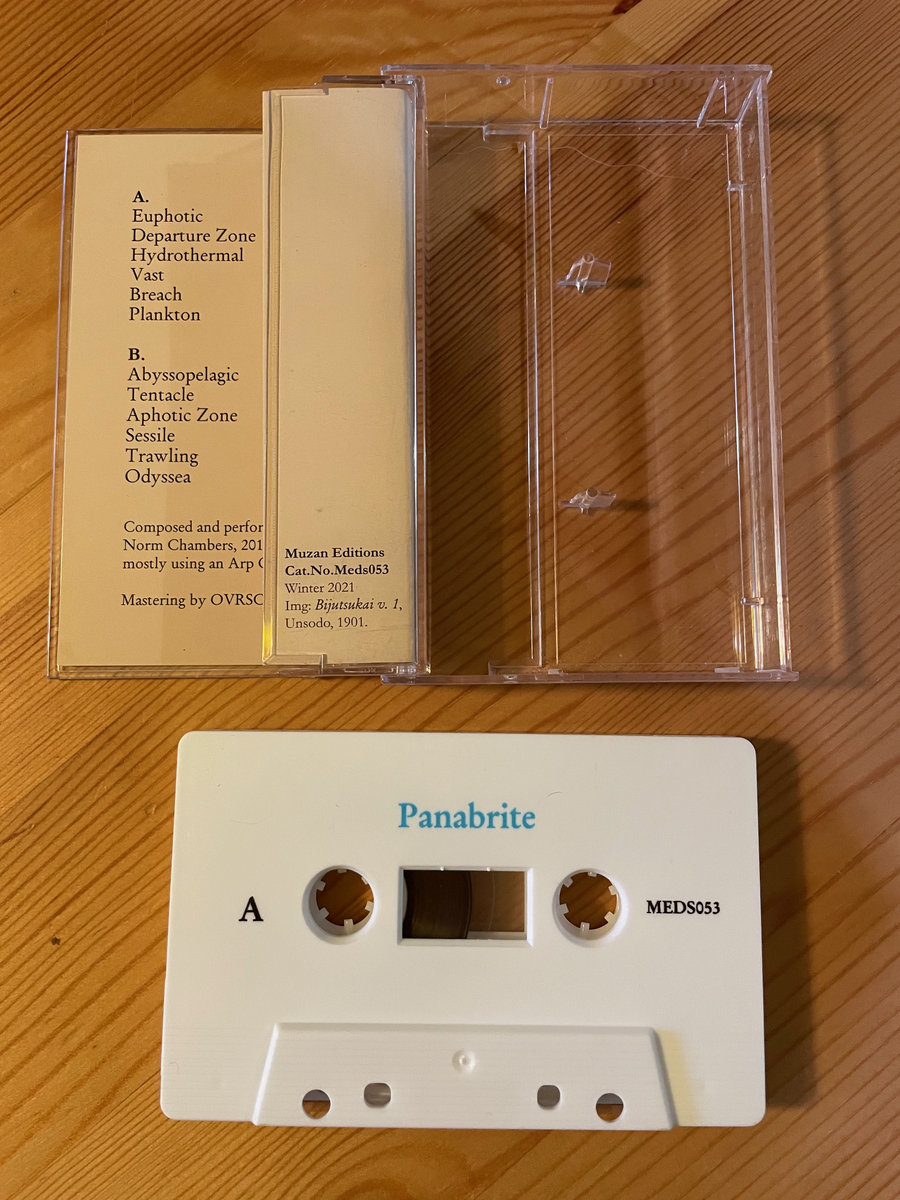 A.
Euphotic
Departure Zone
Hydrothermal
Vast
Breach
Plankton
B.
Abyssopelagic
Tentacle
Aphotic Zone
Sessile
Trawling
Odyssea
Composed and perfor
Norm Chambers, 201
mostly using an Arp
Mastering by OVRSC
Muzan Editions
Cat.No.Meds053
Winter 2021
Img: Bijutsukai v. 1,
Unsodo, 1901.
Panabrite
A
MEDS053